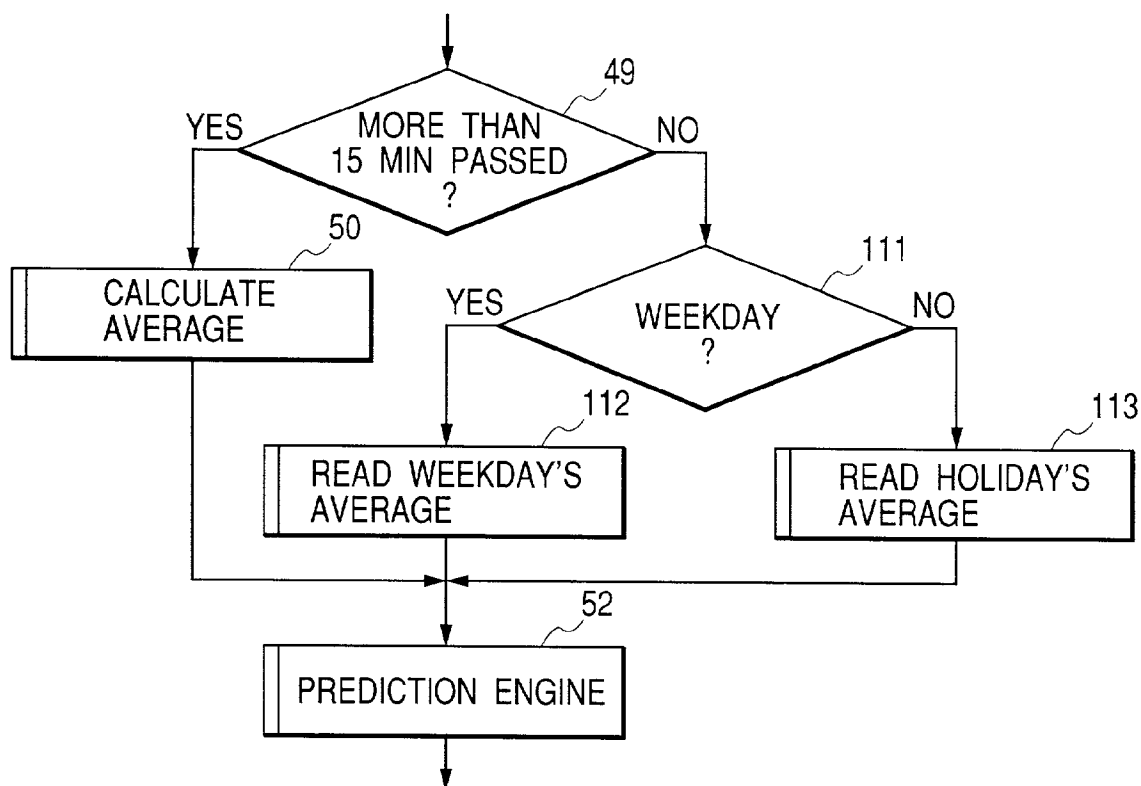 49
YES
MORE THAN
15 MIN PASSED
?
NO
50
CALCULATE
AVERAGE
111
YES
WEEKDAY
?
NO
112
READ WEEKDAY'S
AVERAGE
113
READ HOLIDAY'S
AVERAGE
52
PREDICTION ENGINE